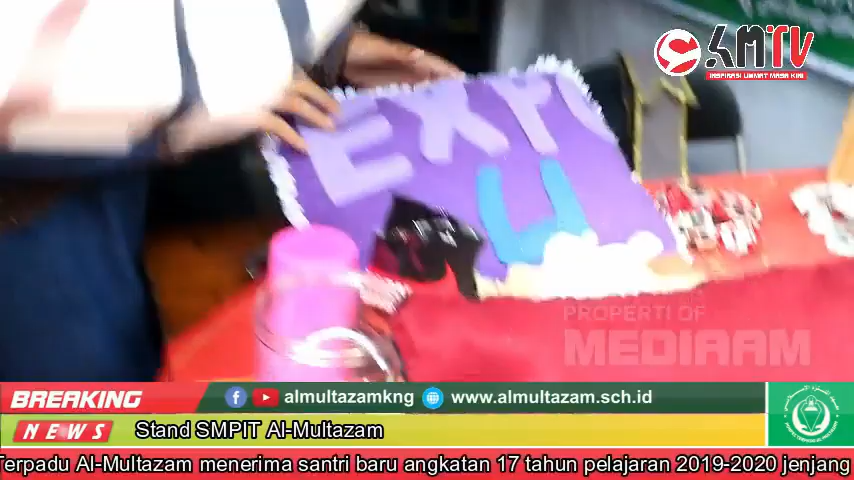 AMTV
INSPIRASI UMMAT MASA KINI
EXPO
U
PROPERTI OF
MEDIAAM
BREAKING
NEWS
almultazamkng www.almultazam.sch.id
Stand SMPIT Al-Multazam
Terpadu Al-Multazam menerima santri baru angkatan 17 tahun pelajaran 2019-2020 jenjang